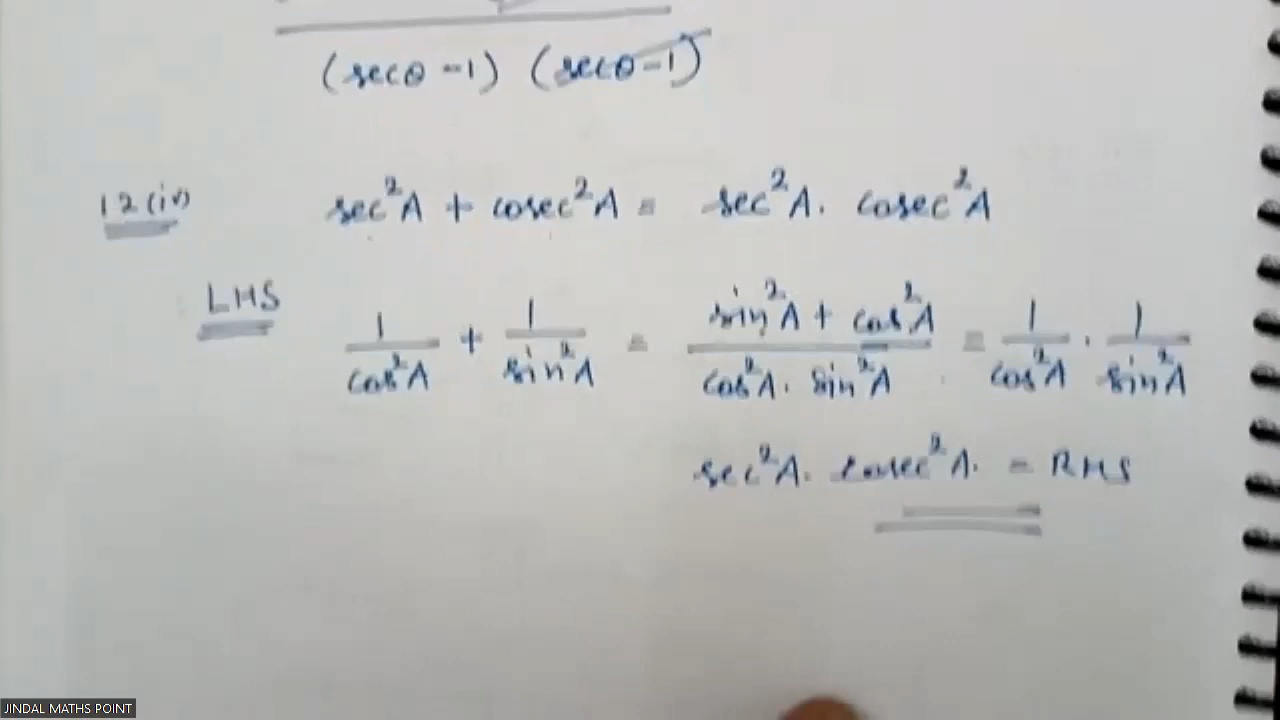 (secθ -1) (secθ-1)
12(iv) sec²A + cosec²A = sec²A. cosec²A
LHS 1/cos²A + 1/sin²A = sin²A + cos²A/cos²A. sin²A = 1/cos²A . 1/sin²A
sec²A. cosec²A. = RHS
JINDAL MATHS POINT